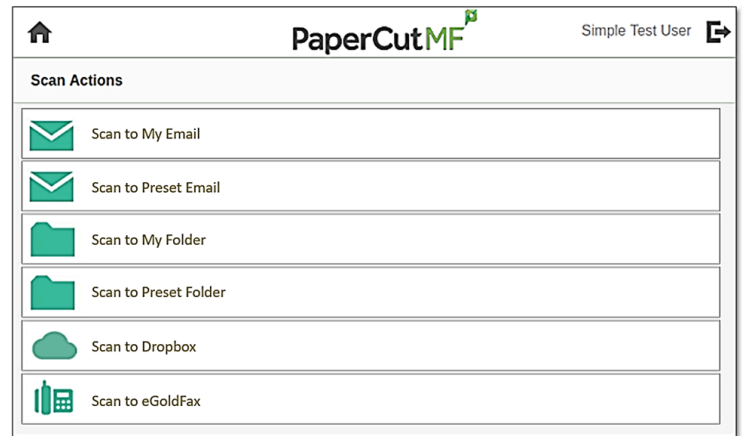 PaperCutMF
Simple Test User
Scan Actions
Scan to My Email
Scan to Preset Email
Scan to My Folder
Scan to Preset Folder
Scan to Dropbox
Scan to eGoldFax